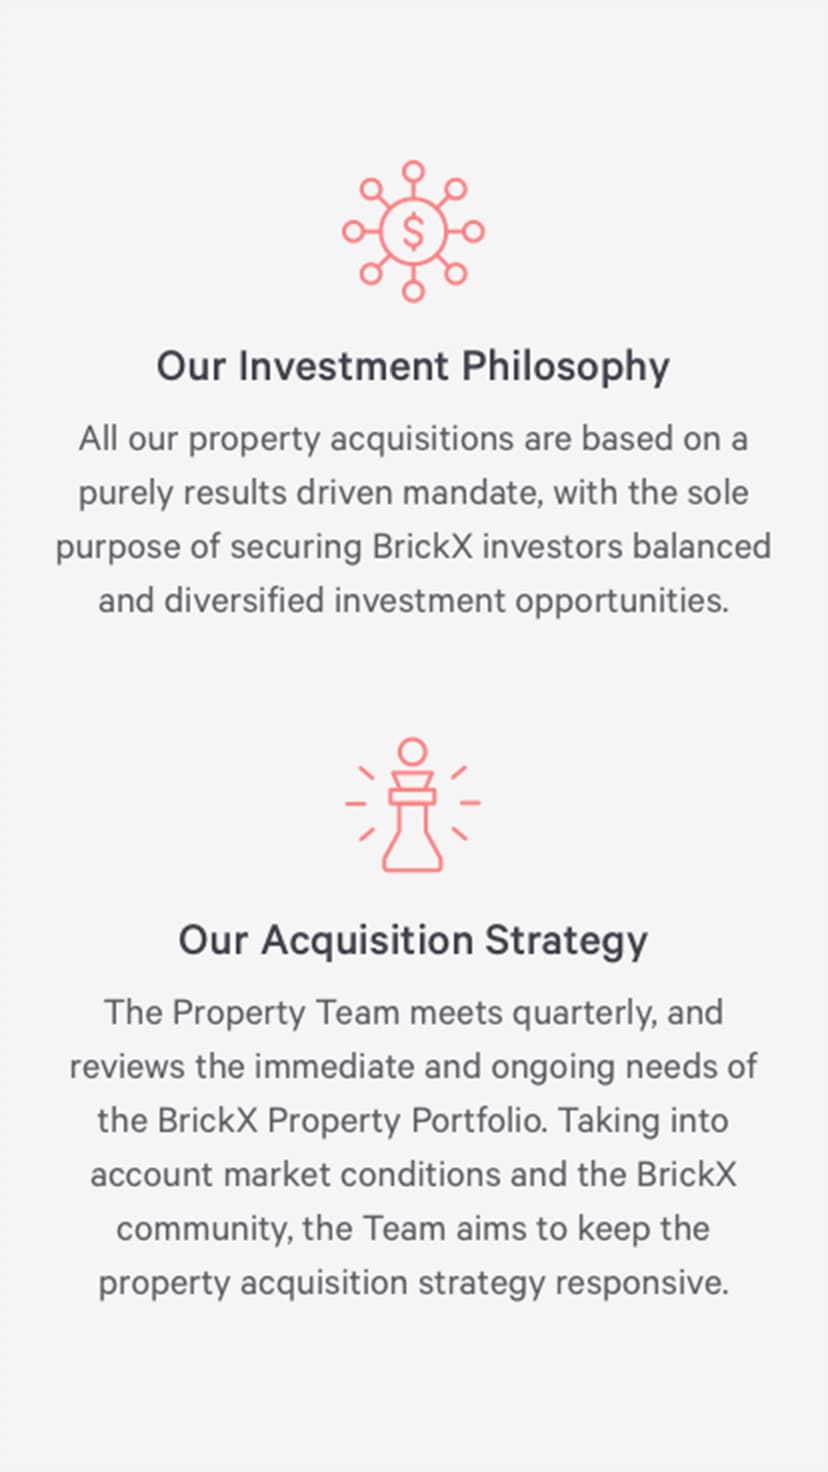 $
Our Investment Philosophy
All our property acquisitions are based on a
purely results driven mandate, with the sole
purpose of securing BrickX investors balanced
and diversified investment opportunities.
Our Acquisition Strategy
The Property Team meets quarterly, and
reviews the immediate and ongoing needs of
the BrickX Property Portfolio. Taking into
account market conditions and the BrickX
community, the Team aims to keep the
property acquisition strategy responsive.